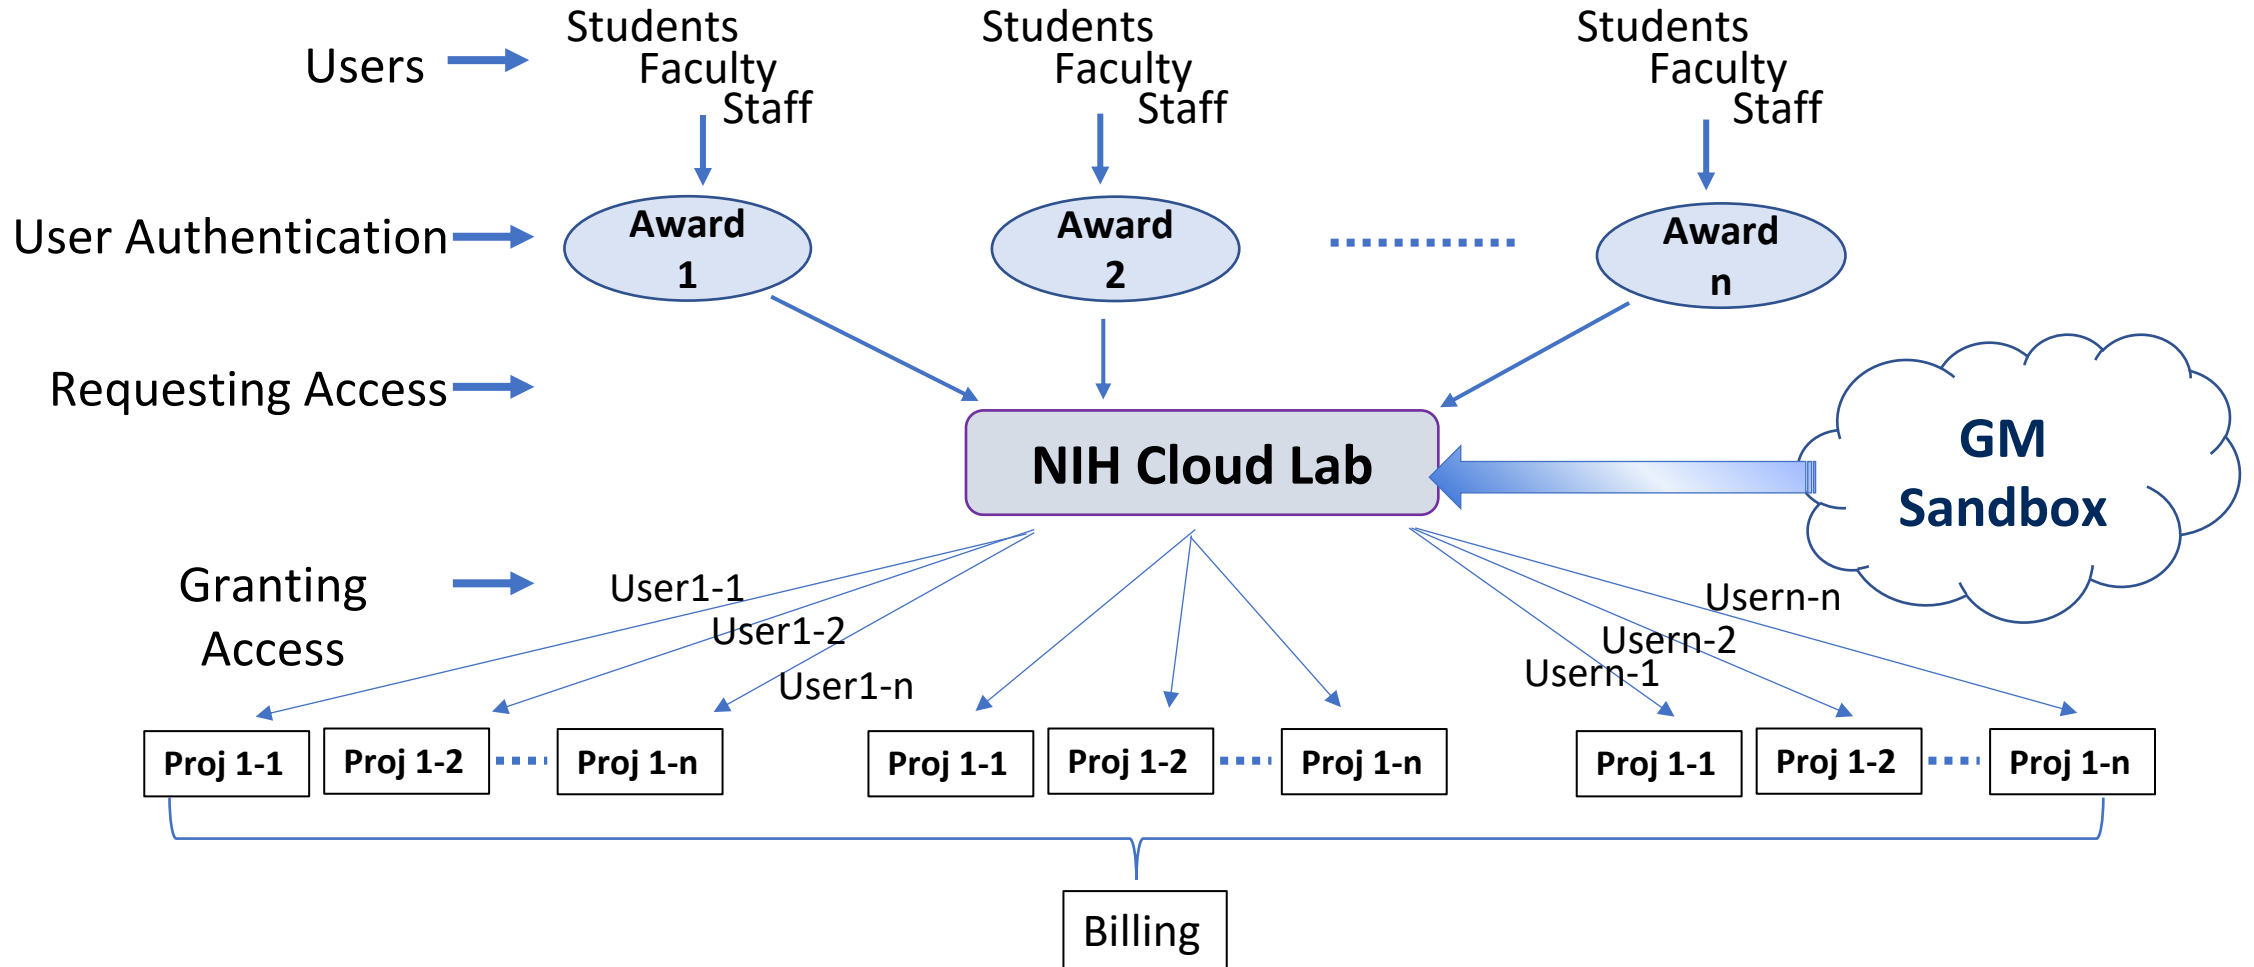 Users
Students
Faculty
Staff
Students
Faculty
Staff
Students
Faculty
Staff
User Authentication
Award
1
Award
2
Award
n
Requesting Access
NIH Cloud Lab
GM
Sandbox
Granting
Access
User1-1
User1-2
User1-n
Usern-n
Usern-2
Usern-1
Proj 1-1
Proj 1-2
Proj 1-n
Proj 1-1
Proj 1-2
Proj 1-n
Proj 1-1
Proj 1-2
Proj 1-n
Billing